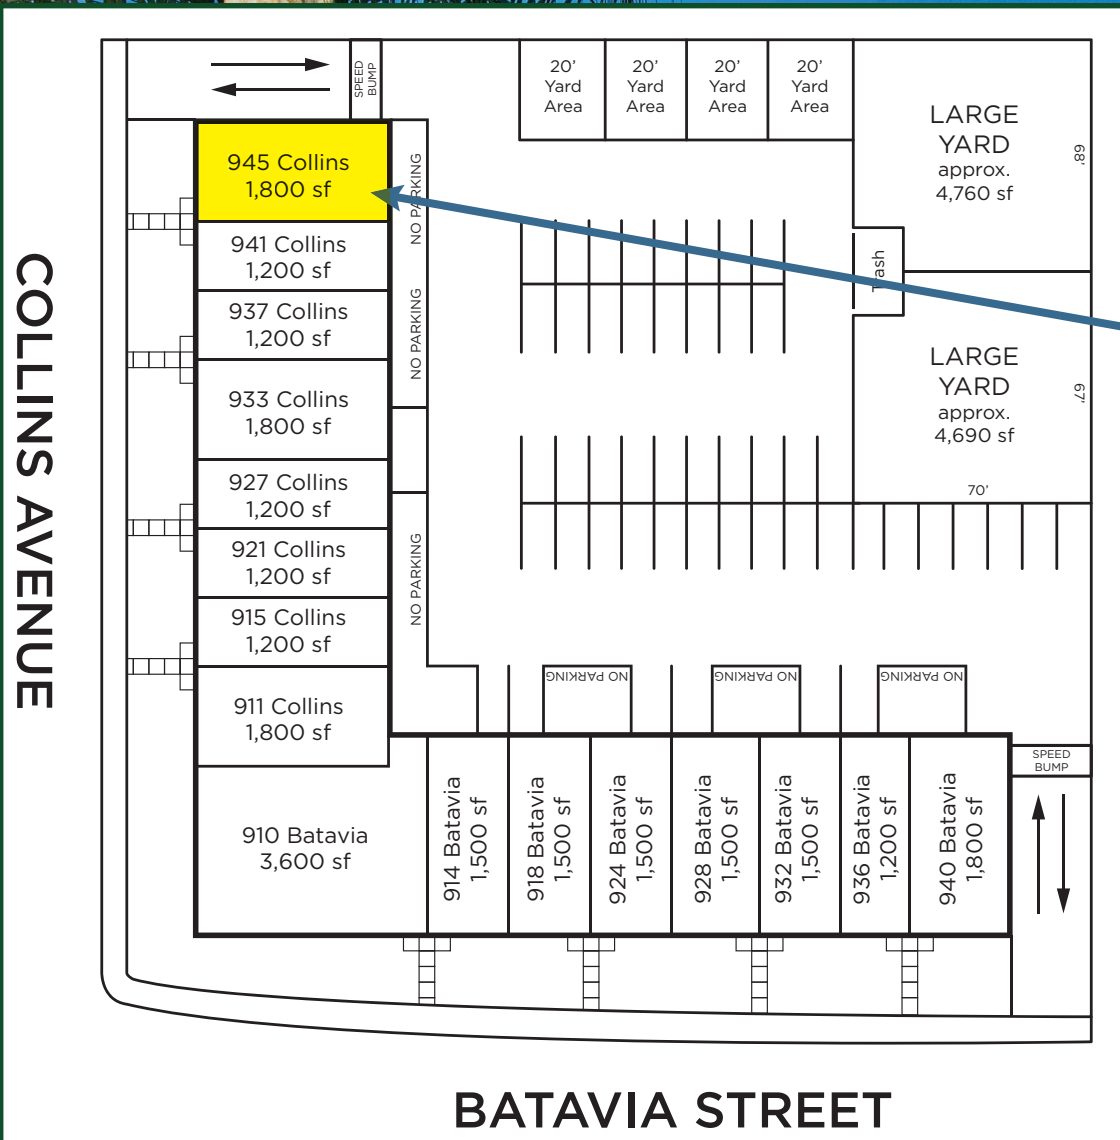 SPEED
BUMP
20'
Yard
Area
20'
Yard
Area
20'
Yard
Area
20'
Yard
Area
LARGE
YARD
approx.
4,760 sf
68'
945 Collins
1,800 sf
NO PARKING
941 Collins
1,200 sf
Trash
937 Collins
1,200 sf
NO PARKING
LARGE
YARD
approx.
4,690 sf
67'
70'
933 Collins
1,800 sf
927 Collins
1,200 sf
921 Collins
1,200 sf
NO PARKING
915 Collins
1,200 sf
911 Collins
1,800 sf
NO PARKING
NO PARKING
NO PARKING
SPEED
BUMP
910 Batavia
3,600 sf
914 Batavia
1,500 sf
918 Batavia
1,500 sf
924 Batavia
1,500 sf
928 Batavia
1,500 sf
932 Batavia
1,500 sf
936 Batavia
1,200 sf
940 Batavia
1,800 sf
COLLINS AVENUE
BATAVIA STREET